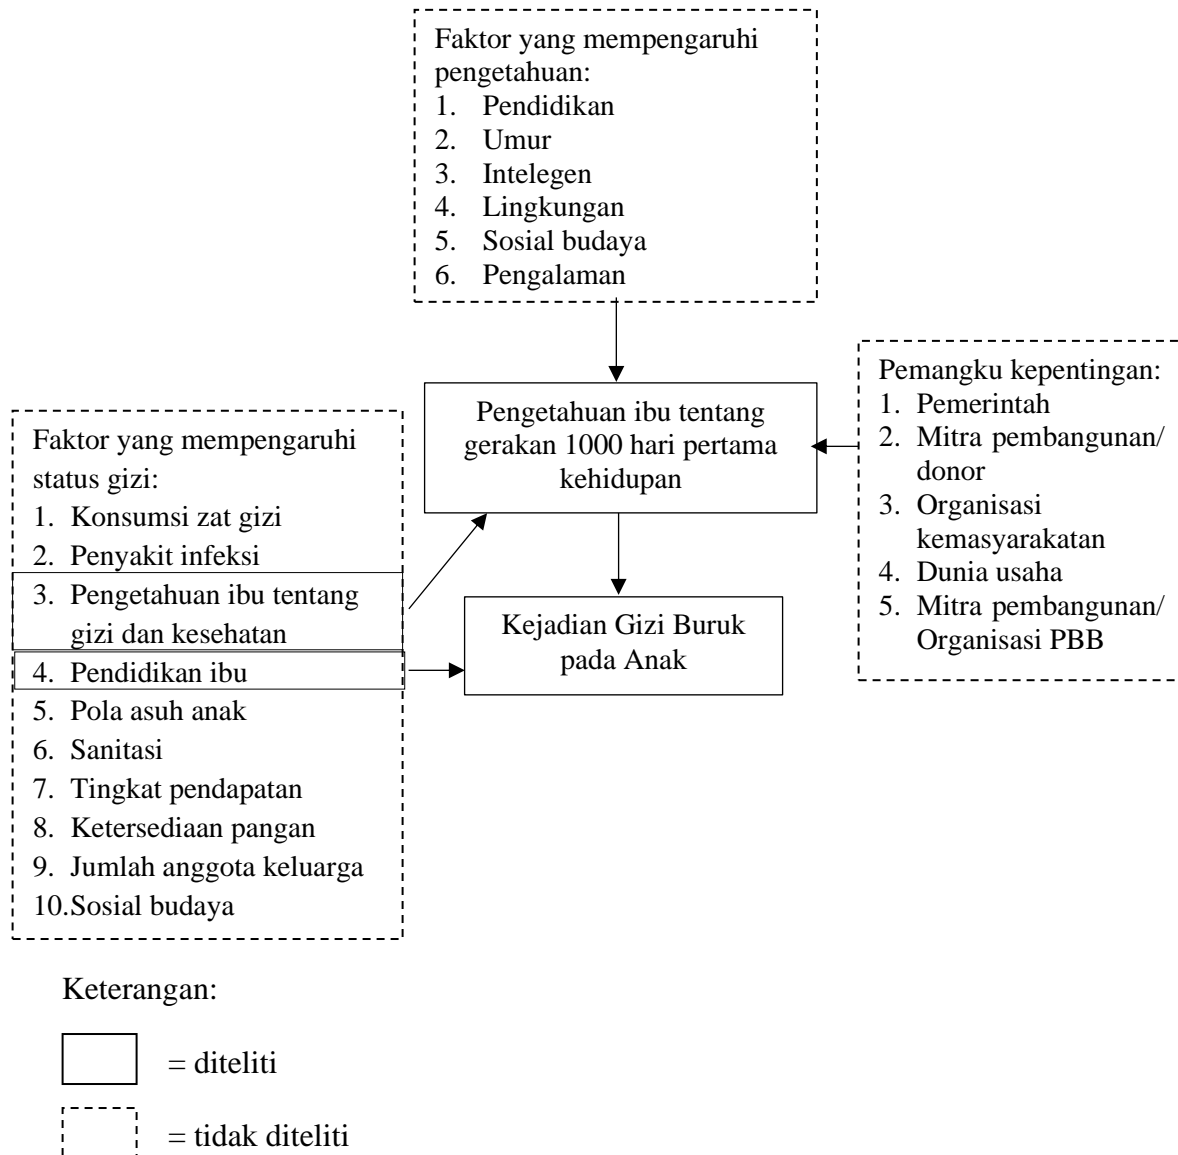 Faktor yang mempengaruhi
pengetahuan:
1. Pendidikan
2. Umur
3. Intelegen
4. Lingkungan
5. Sosial budaya
6. Pengalaman
Pengetahuan ibu tentang
gerakan 1000 hari pertama
kehidupan
Pemangku kepentingan:
1. Pemerintah
2. Mitra pembangunan/
donor
3. Organisasi
kemasyarakatan
4. Dunia usaha
5. Mitra pembangunan/
Organisasi PBB
Faktor yang mempengaruhi
status gizi:
1. Konsumsi zat gizi
2. Penyakit infeksi
3. Pengetahuan ibu tentang
gizi dan kesehatan
4. Pendidikan ibu
5. Pola asuh anak
6. Sanitasi
7. Tingkat pendapatan
8. Ketersediaan pangan
9. Jumlah anggota keluarga
10.Sosial budaya
Kejadian Gizi Buruk
pada Anak
Keterangan:
= diteliti
= tidak diteliti